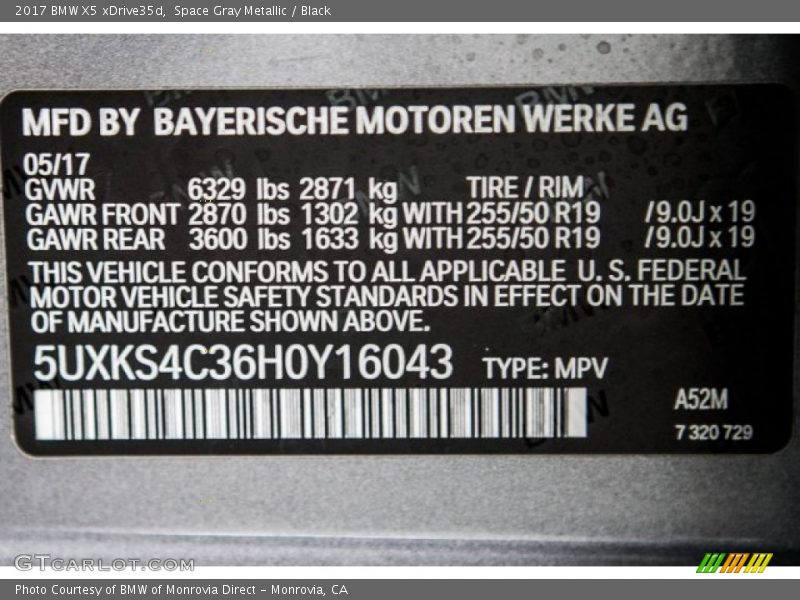 2017 BMW X5 xDrive35d, Space Gray Metallic / Black
MFD BY BAYERISCHE MOTOREN WERKE AG
05/17
GVWR 6329 lbs 2871 kg TIRE / RIM
GAWR FRONT 2870 lbs 1302 kg WITH 255/50 R19 /9.0J x 19
GAWR REAR 3600 lbs 1633 kg WITH 255/50 R19 /9.0J x 19
THIS VEHICLE CONFORMS TO ALL APPLICABLE U. S. FEDERAL
MOTOR VEHICLE SAFETY STANDARDS IN EFFECT ON THE DATE
OF MANUFACTURE SHOWN ABOVE.
5UXKS4C36H0Y16043 TYPE: MPV
A52M
7 320 729
GTcarlot.com
Photo Courtesy of BMW of Monrovia Direct - Monrovia, CA